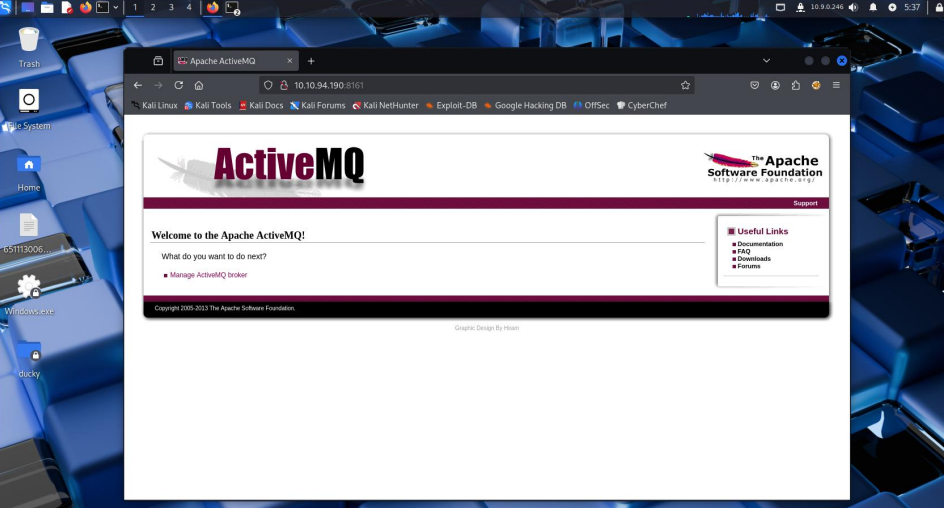 1 2 3 4
10.9.0.246
5:37
Trash
File System
Home
651113006...
Windows.exe
ducky
Apache ActiveMQ
10.10.94.190:8161
Kali Linux Kali Tools Kali Docs Kali Forums Kali NetHunter Exploit-DB Google Hacking DB OffSec CyberChef
ActiveMQ
The Apache
Software Foundation
http://www.apache.org/
Support
Welcome to the Apache ActiveMQ!
What do you want to do next?
Manage ActiveMQ broker
Useful Links
Documentation
FAQ
Downloads
Forums
Copyright 2005-2013 The Apache Software Foundation.
Graphic Design By Hiram